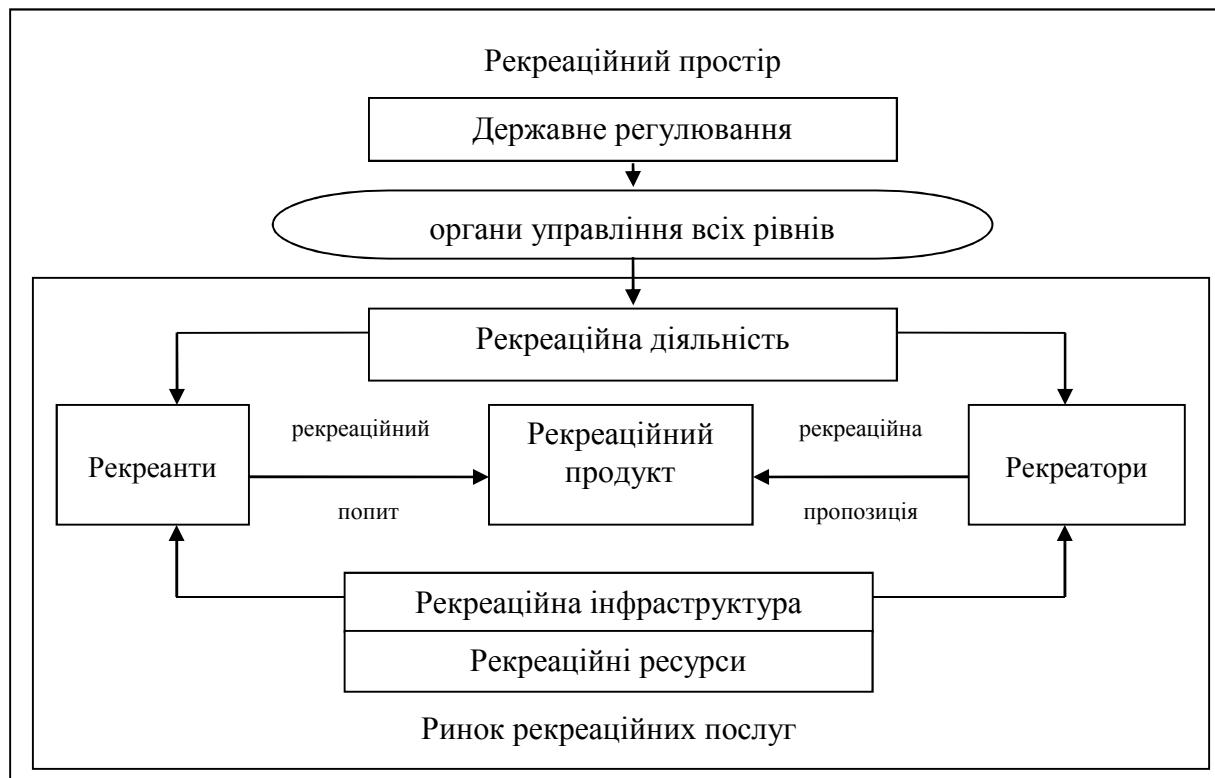 Рекреаційний простір
Державне регулювання
органи управління всіх рівнів
Рекреаційна діяльність
Рекреанти
рекреаційний
попит
Рекреаційний
продукт
рекреаційна
пропозиція
Рекреатори
Рекреаційна інфраструктура
Рекреаційні ресурси
Ринок рекреаційних послуг